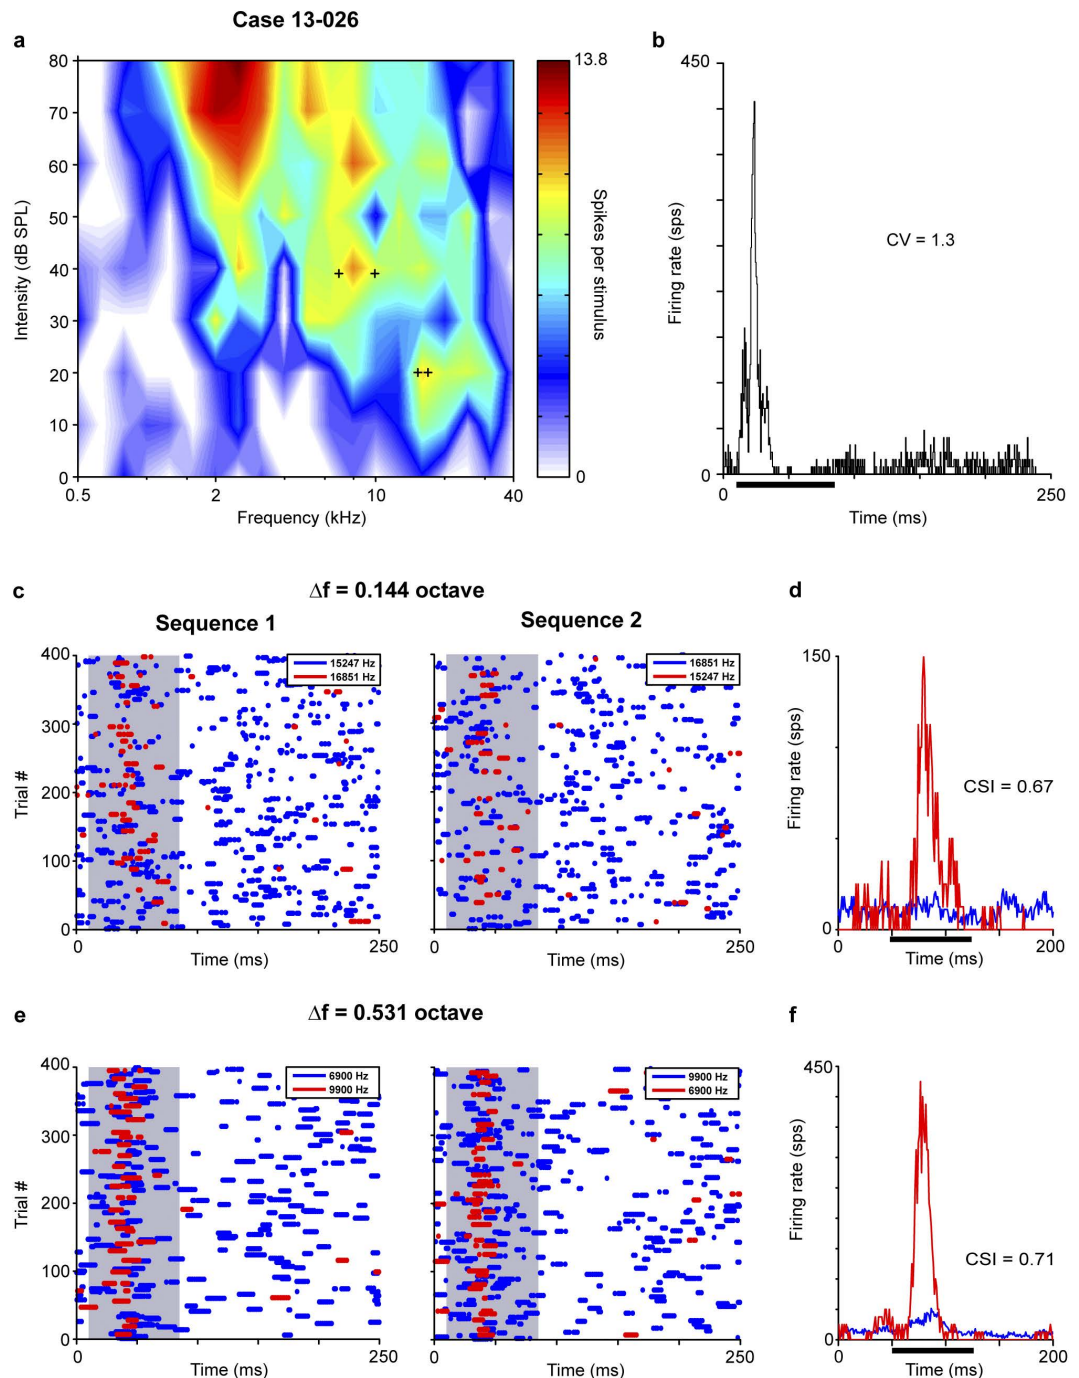 Case 13-026
a
80
70
60
50
40
30
20
10
0
Intensity (dB SPL)
0.5
2
10
40
Frequency (kHz)
13.8
0
Spikes per stimulus
b
450
0
Firing rate (sps)
CV = 1.3
0
250
Time (ms)
c
Δf = 0.144 octave
Sequence 1
Sequence 2
400
300
200
100
0
Trial #
15247 Hz
16851 Hz
0
250
Time (ms)
16851 Hz
15247 Hz
0
250
Time (ms)
d
150
0
Firing rate (sps)
CSI = 0.67
0
200
Time (ms)
e
Δf = 0.531 octave
400
300
200
100
0
Trial #
6900 Hz
9900 Hz
0
250
Time (ms)
9900 Hz
6900 Hz
0
250
Time (ms)
f
450
0
Firing rate (sps)
CSI = 0.71
0
200
Time (ms)